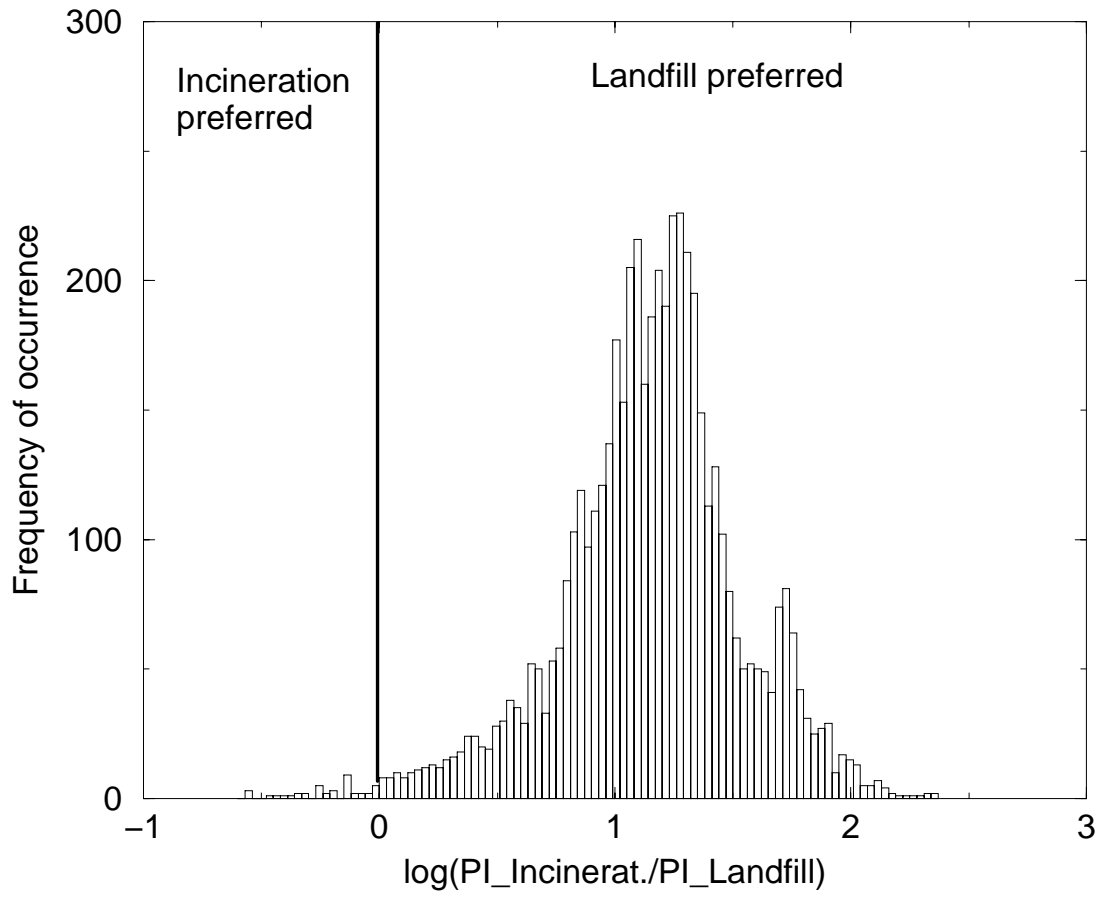 300
200
100
0
Frequency of occurrence
Incineration
preferred
Landfill preferred
−1
0
1
2
3
log(PI_Incinerat./PI_Landfill)